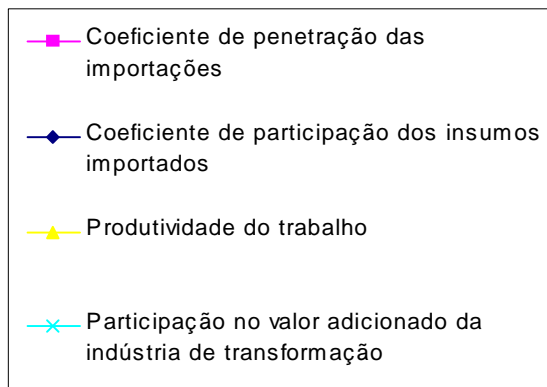 Coeficiente de penetração das
importações
Coeficiente de participação dos insumos
importados
Produtividade do trabalho
Participação no valor adicionado da
indústria de transformação